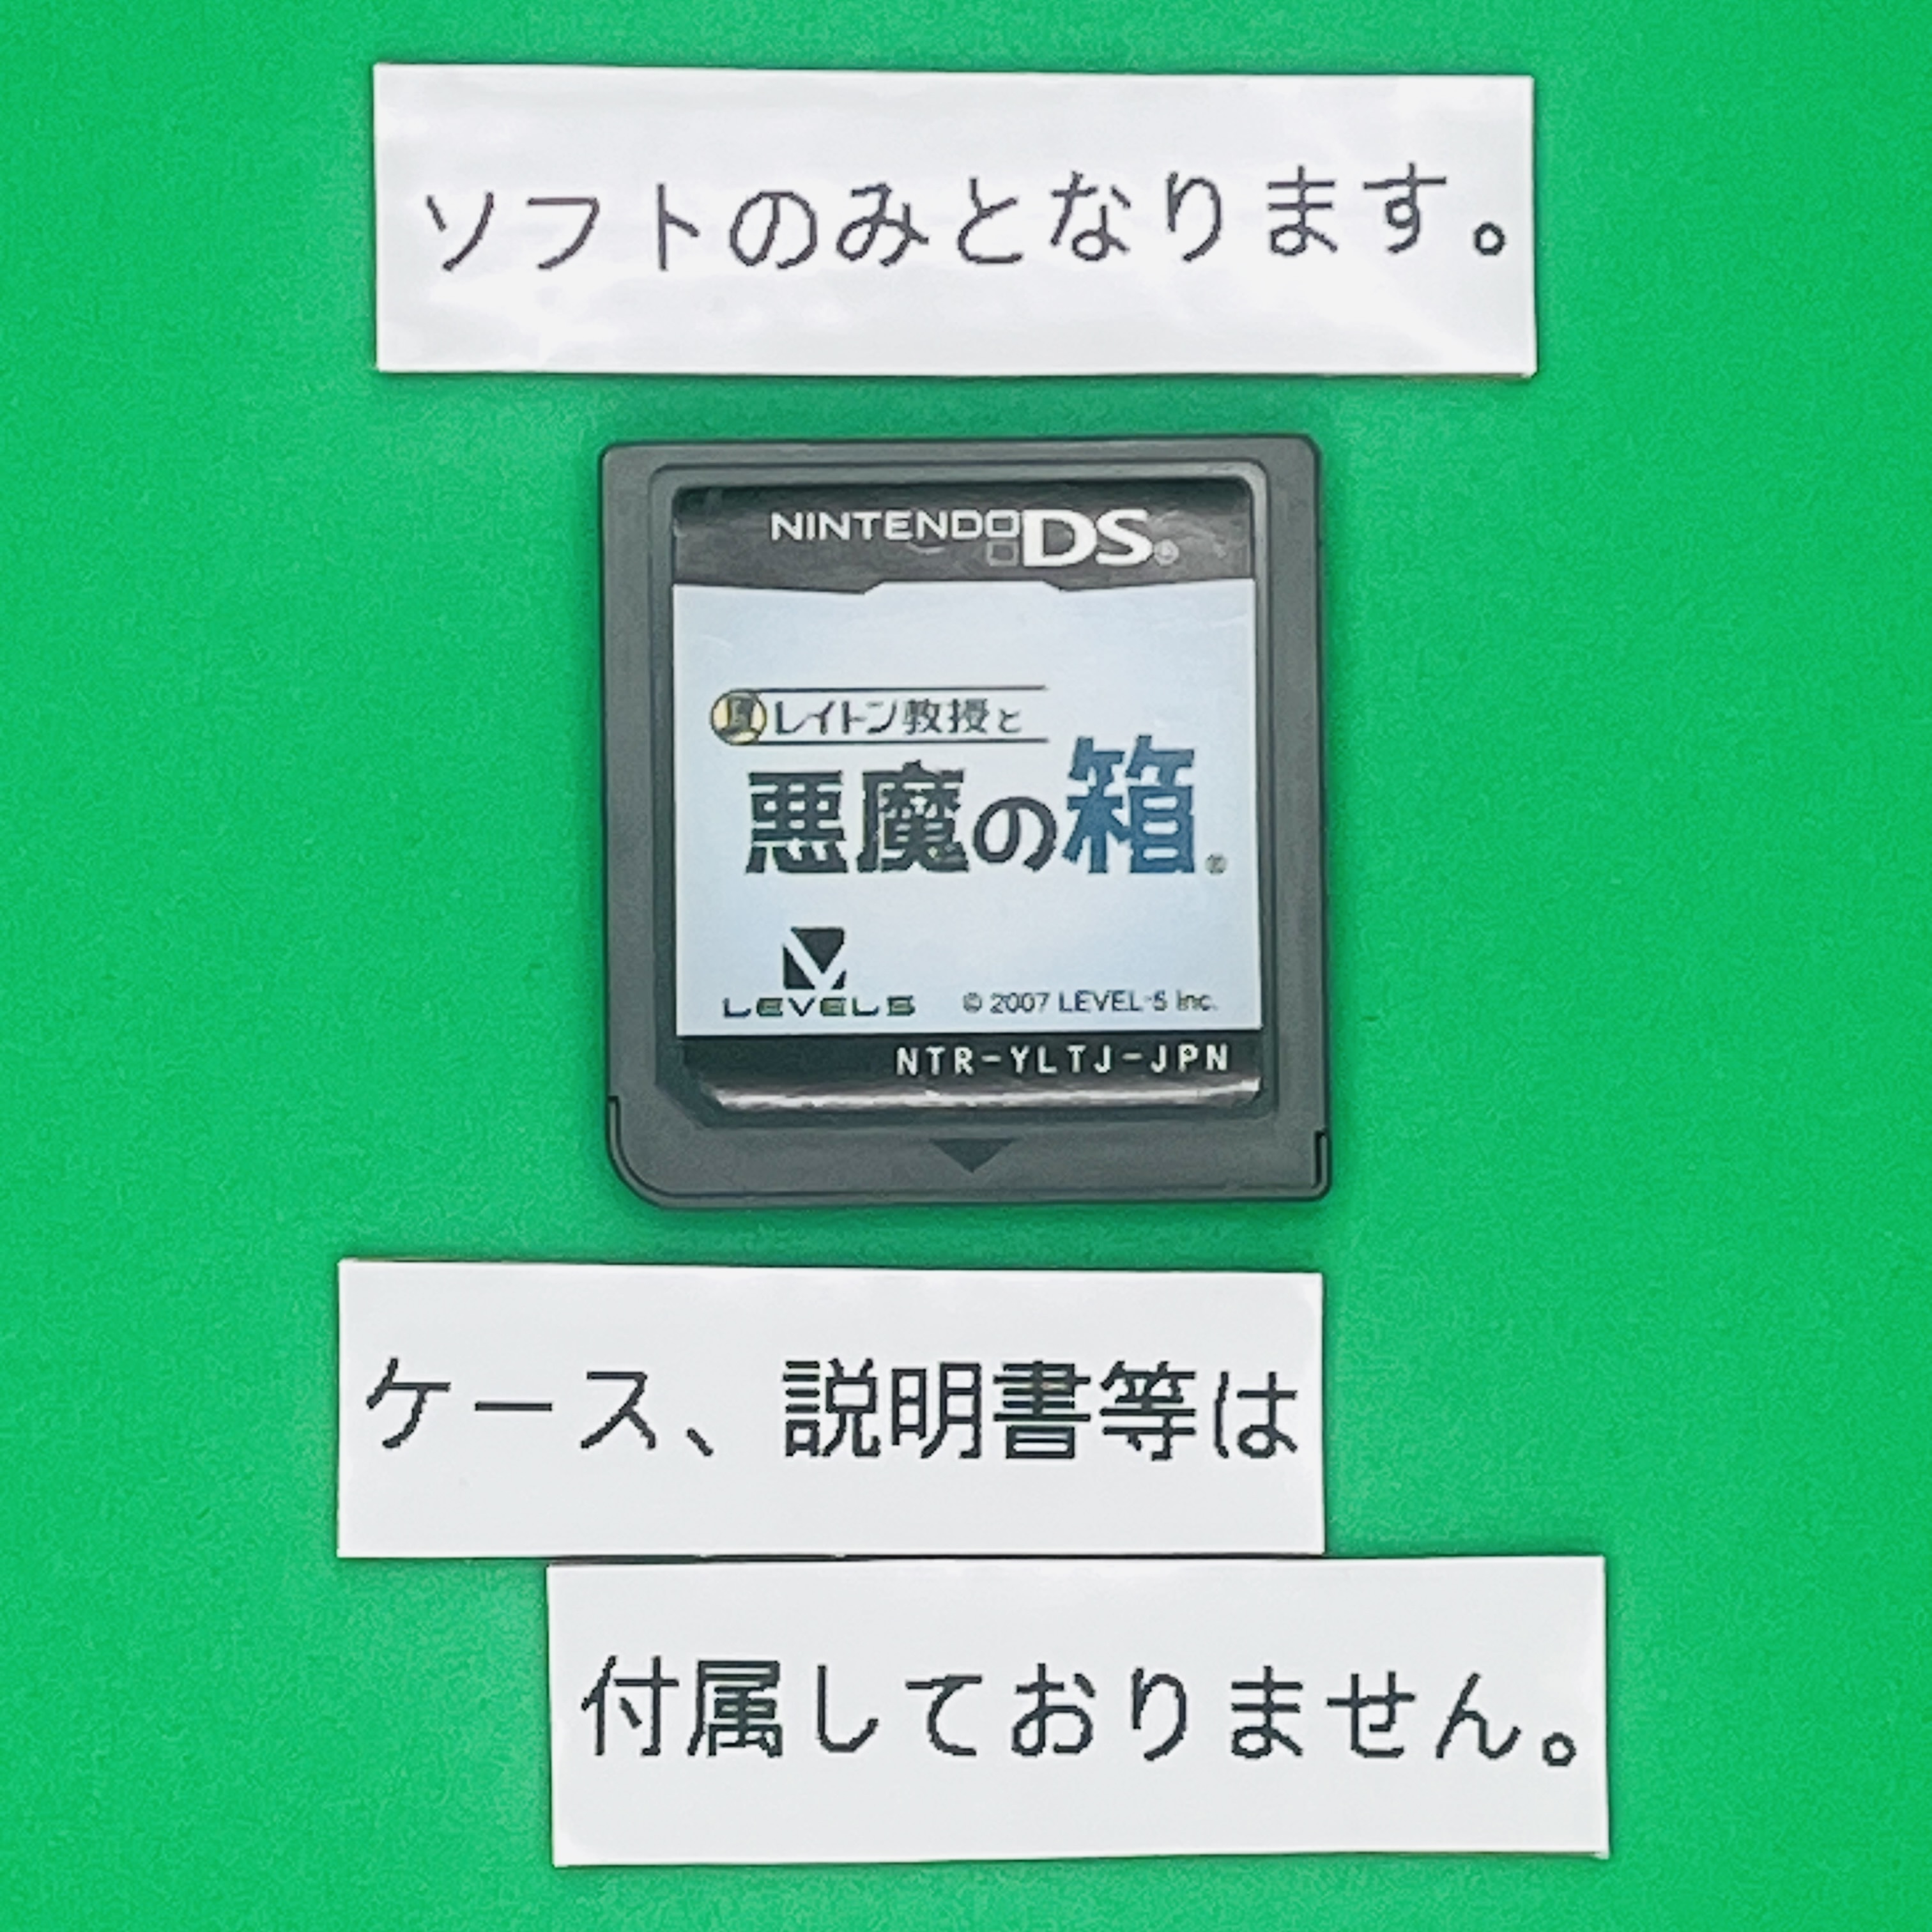 ソフトのみとなります。
NINTENDO DS
レイトン教授と
悪魔の箱
LEVEL5
© 2007 LEVEL-5 Inc.
NTR-YLTJ-JPN
ケース、説明書等は
付属しておりません。